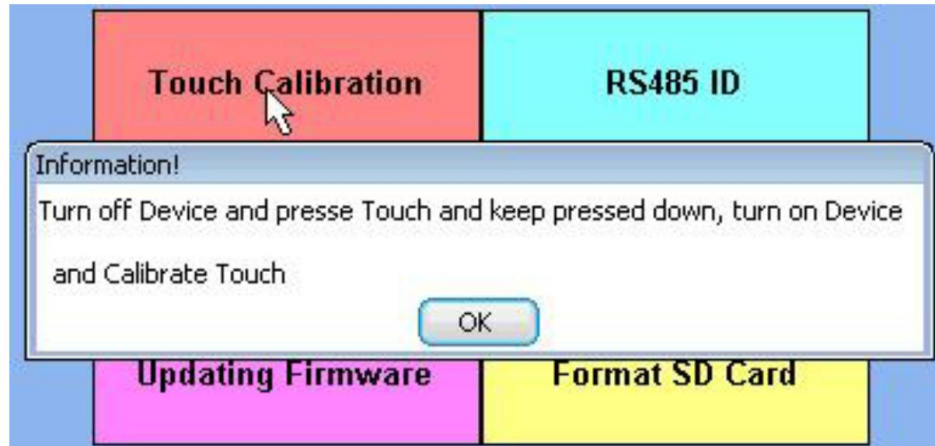 Touch Calibration
RS485 ID
Information!
Turn off Device and presse Touch and keep pressed down, turn on Device
and Calibrate Touch
OK
Updating Firmware
Format SD Card